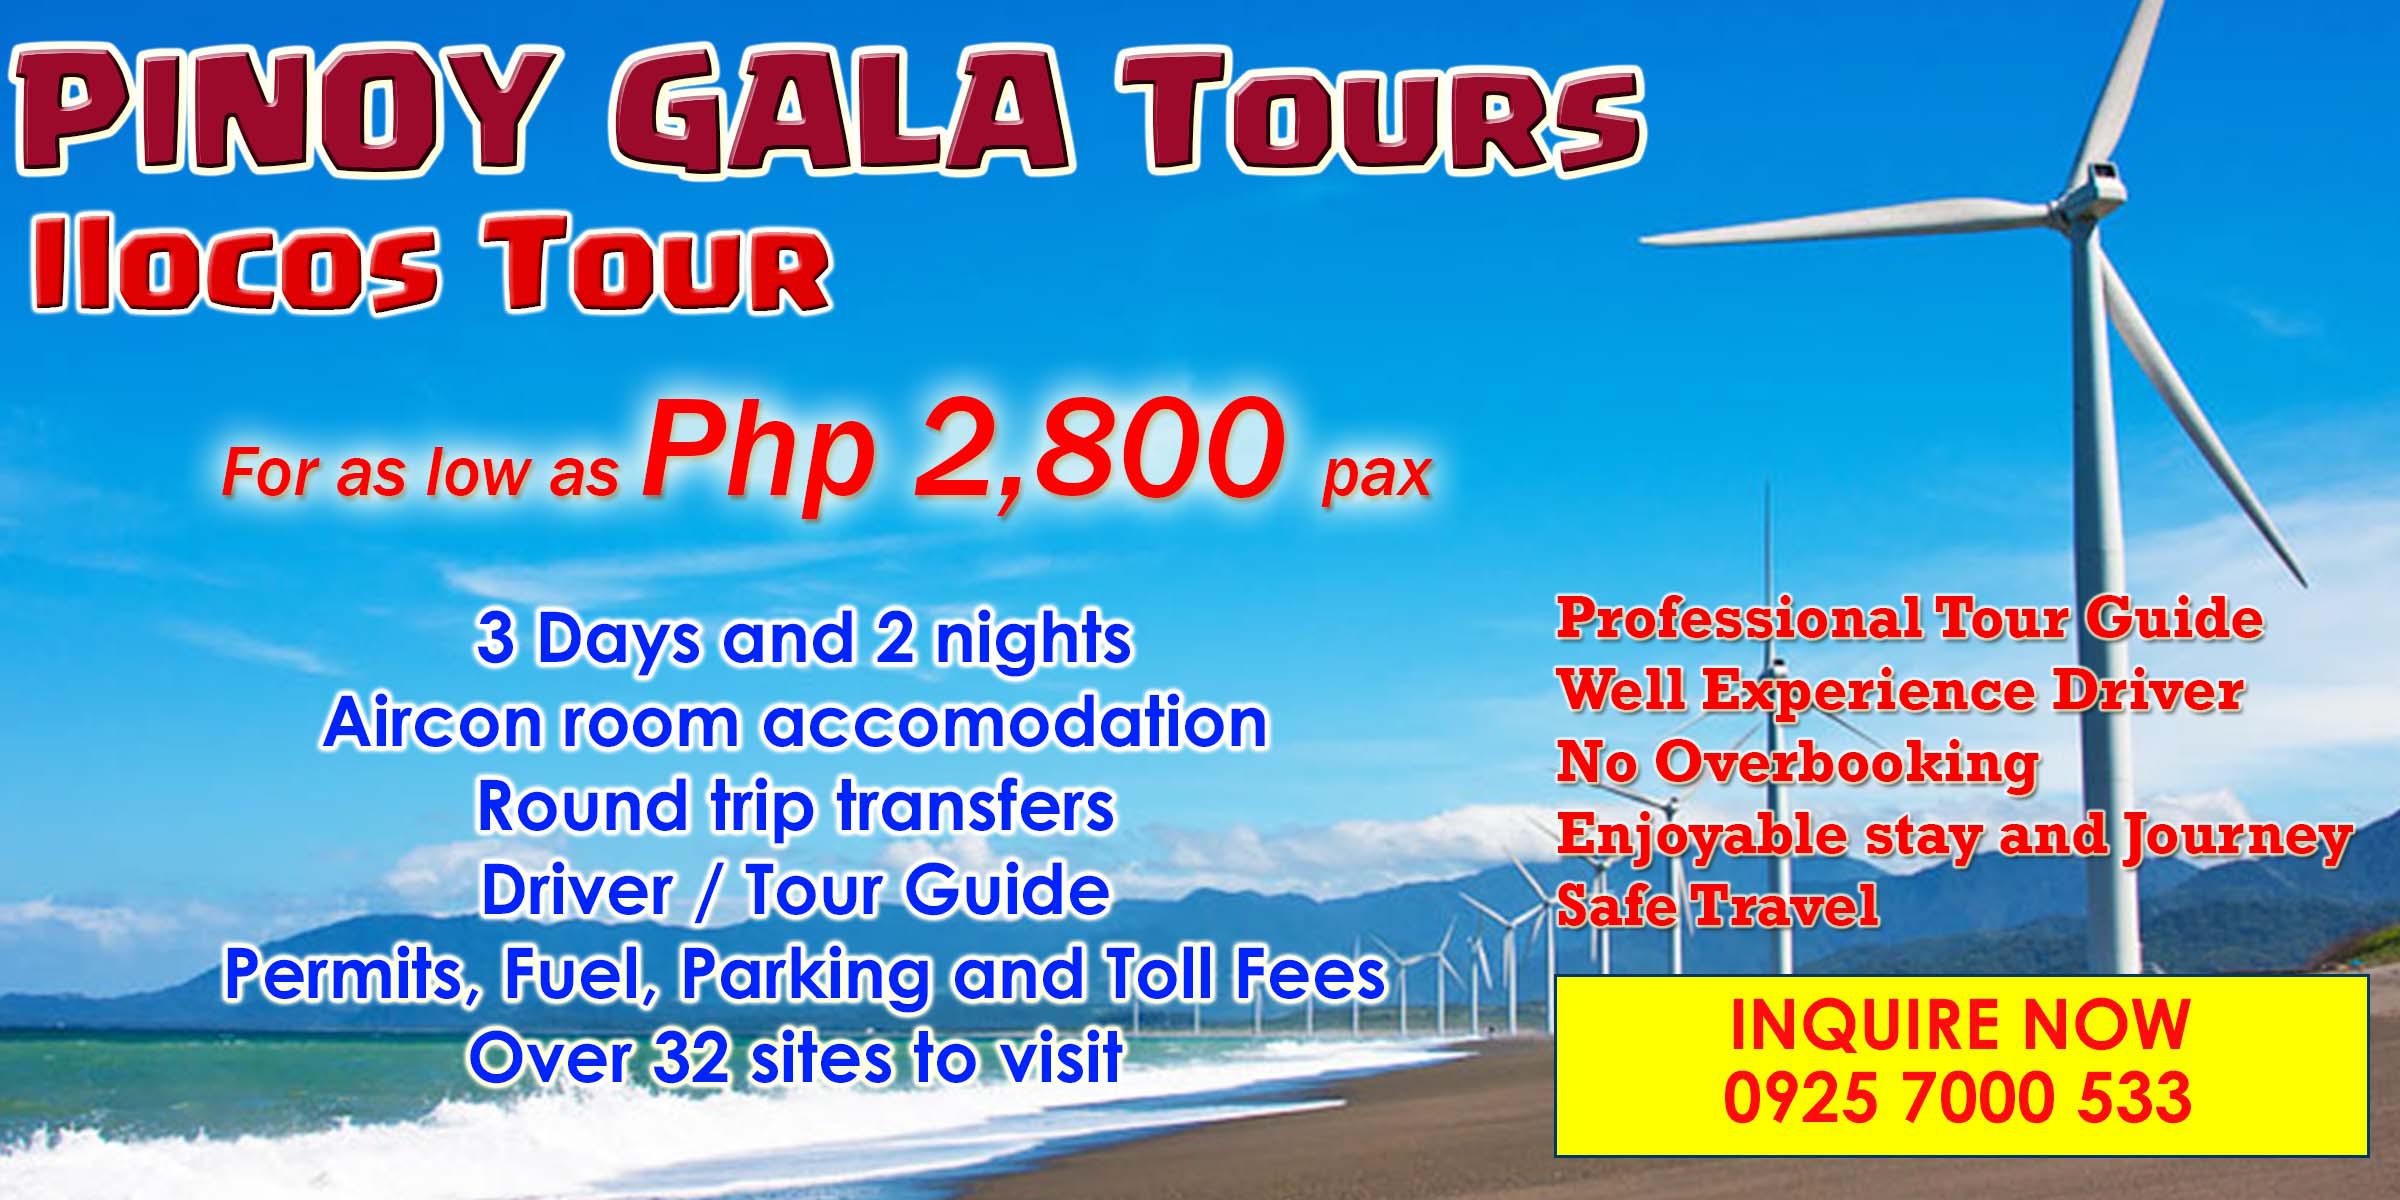 PINOY GALA TOURS
Ilocos Tour
For as low as Php 2,800 pax
3 Days and 2 nights
Aircon room accomodation
Round trip transfers
Driver / Tour Guide
Permits, Fuel, Parking and Toll Fees
Over 32 sites to visit
Professional Tour Guide
Well Experience Driver
No Overbooking
Enjoyable stay and Journey
Safe Travel
INQUIRE NOW
0925 7000 533